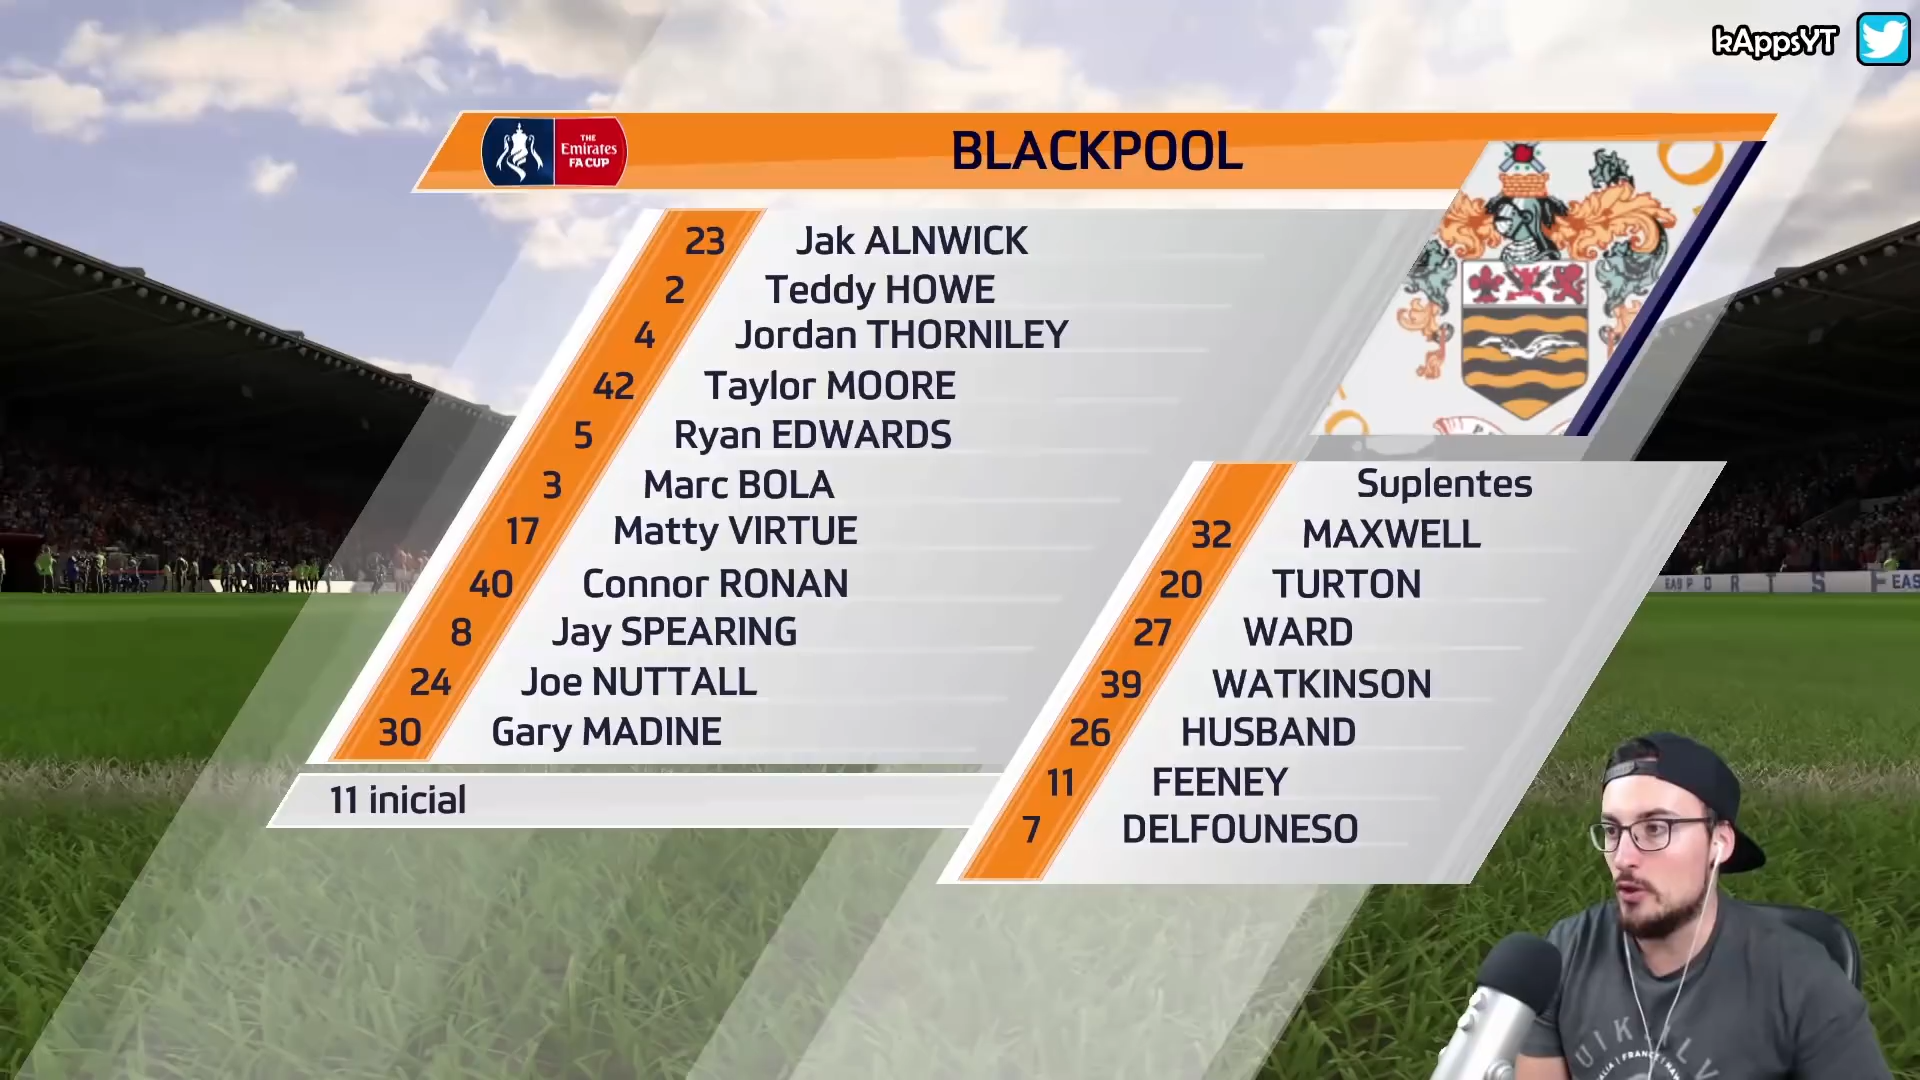 kAppsYT
THE
Emirates
FA CUP
BLACKPOOL
23 Jak ALNWICK
2 Teddy HOWE
4 Jordan THORNILEY
42 Taylor MOORE
5 Ryan EDWARDS
3 Marc BOLA
17 Matty VIRTUE
40 Connor RONAN
8 Jay SPEARING
24 Joe NUTTALL
30 Gary MADINE
11 inicial
Suplentes
32 MAXWELL
20 TURTON
27 WARD
39 WATKINSON
26 HUSBAND
11 FEENEY
7 DELFOUNESO